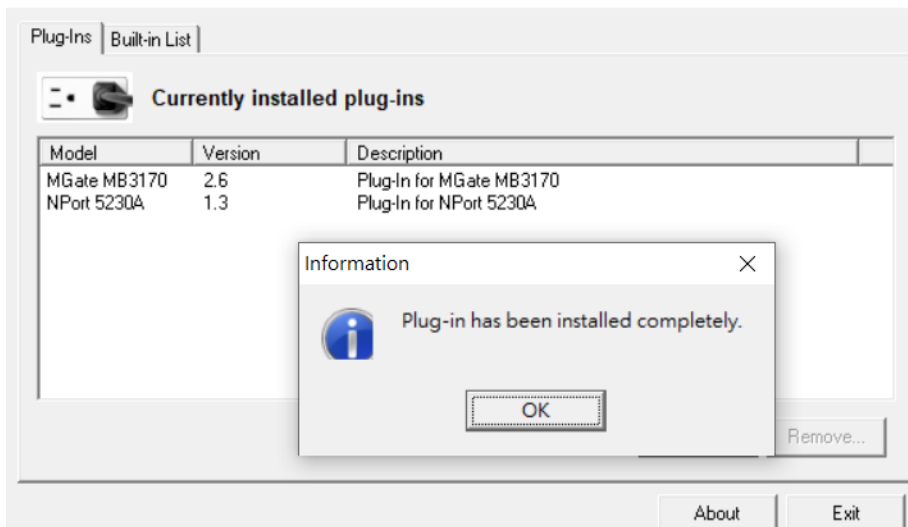 Plug-Ins Built-in List
Currently installed plug-ins
Model Version Description
MGate MB3170 2.6 Plug-In for MGate MB3170
NPort 5230A 1.3 Plug-In for NPort 5230A
Information
Plug-in has been installed completely.
OK
Remove...
About Exit